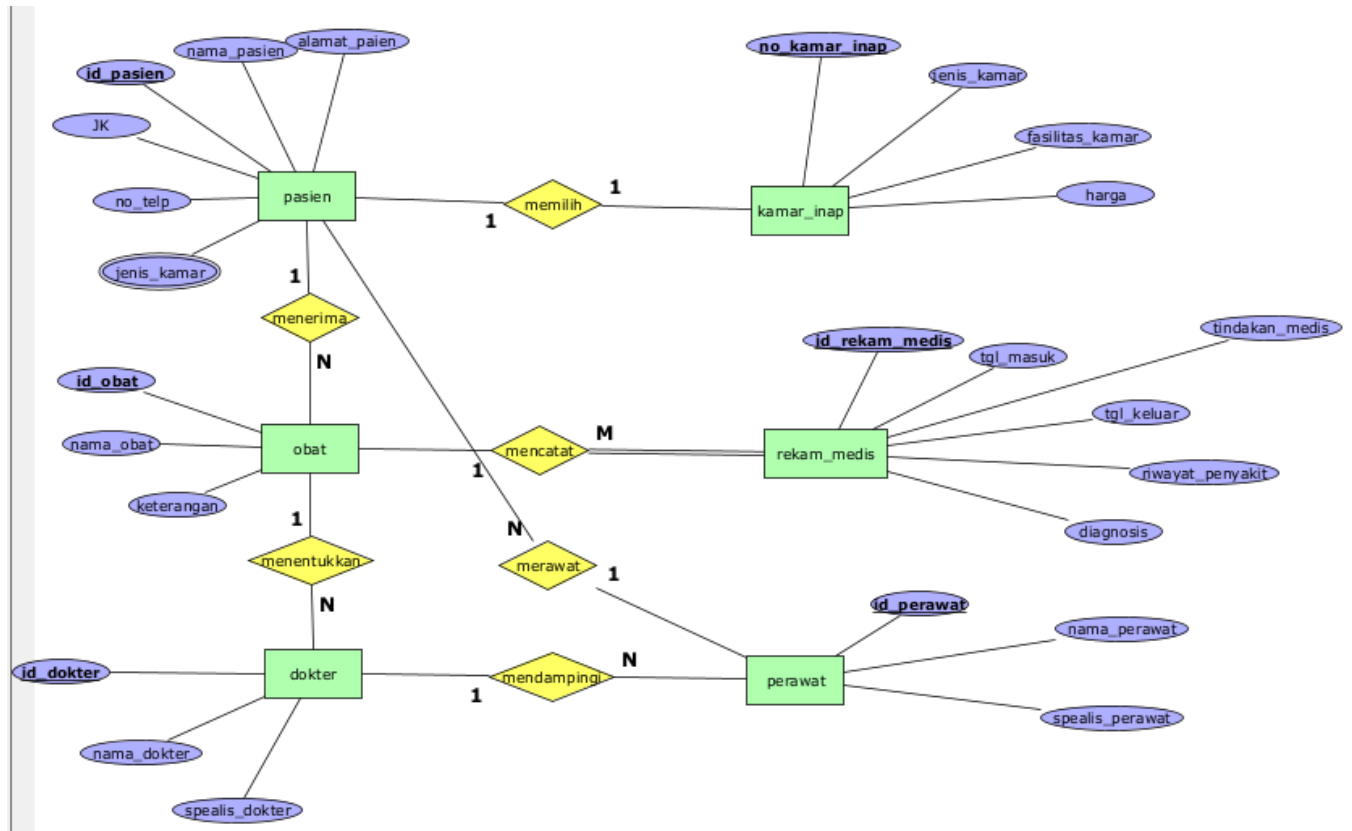 alamat_paien
nama_pasien
no_kamar_inap
id_pasien
jenis_kamar
JK
fasilitas_kamar
pasien
no_telp
1
memilih
1
kamar_inap
harga
jenis_kamar
1
menerima
N
id_rekam_medis
tindakan_medis
tgl_masuk
id_obat
nama_obat
obat
1
mencatat
M
rekam_medis
tgl_keluar
riwayat_penyakit
keterangan
diagnosis
1
menentukkan
N
N
merawat
1
id_perawat
nama_perawat
id_dokter
dokter
1
mendampingi
N
perawat
spealis_perawat
nama_dokter
spealis_dokter